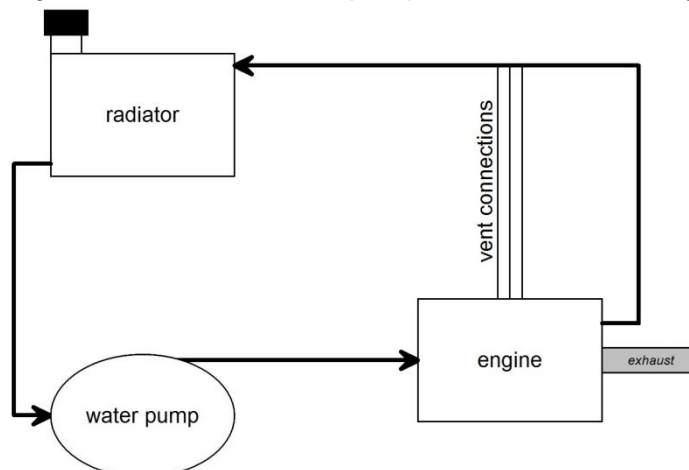 radiator
vent connections
engine
exhaust
water pump